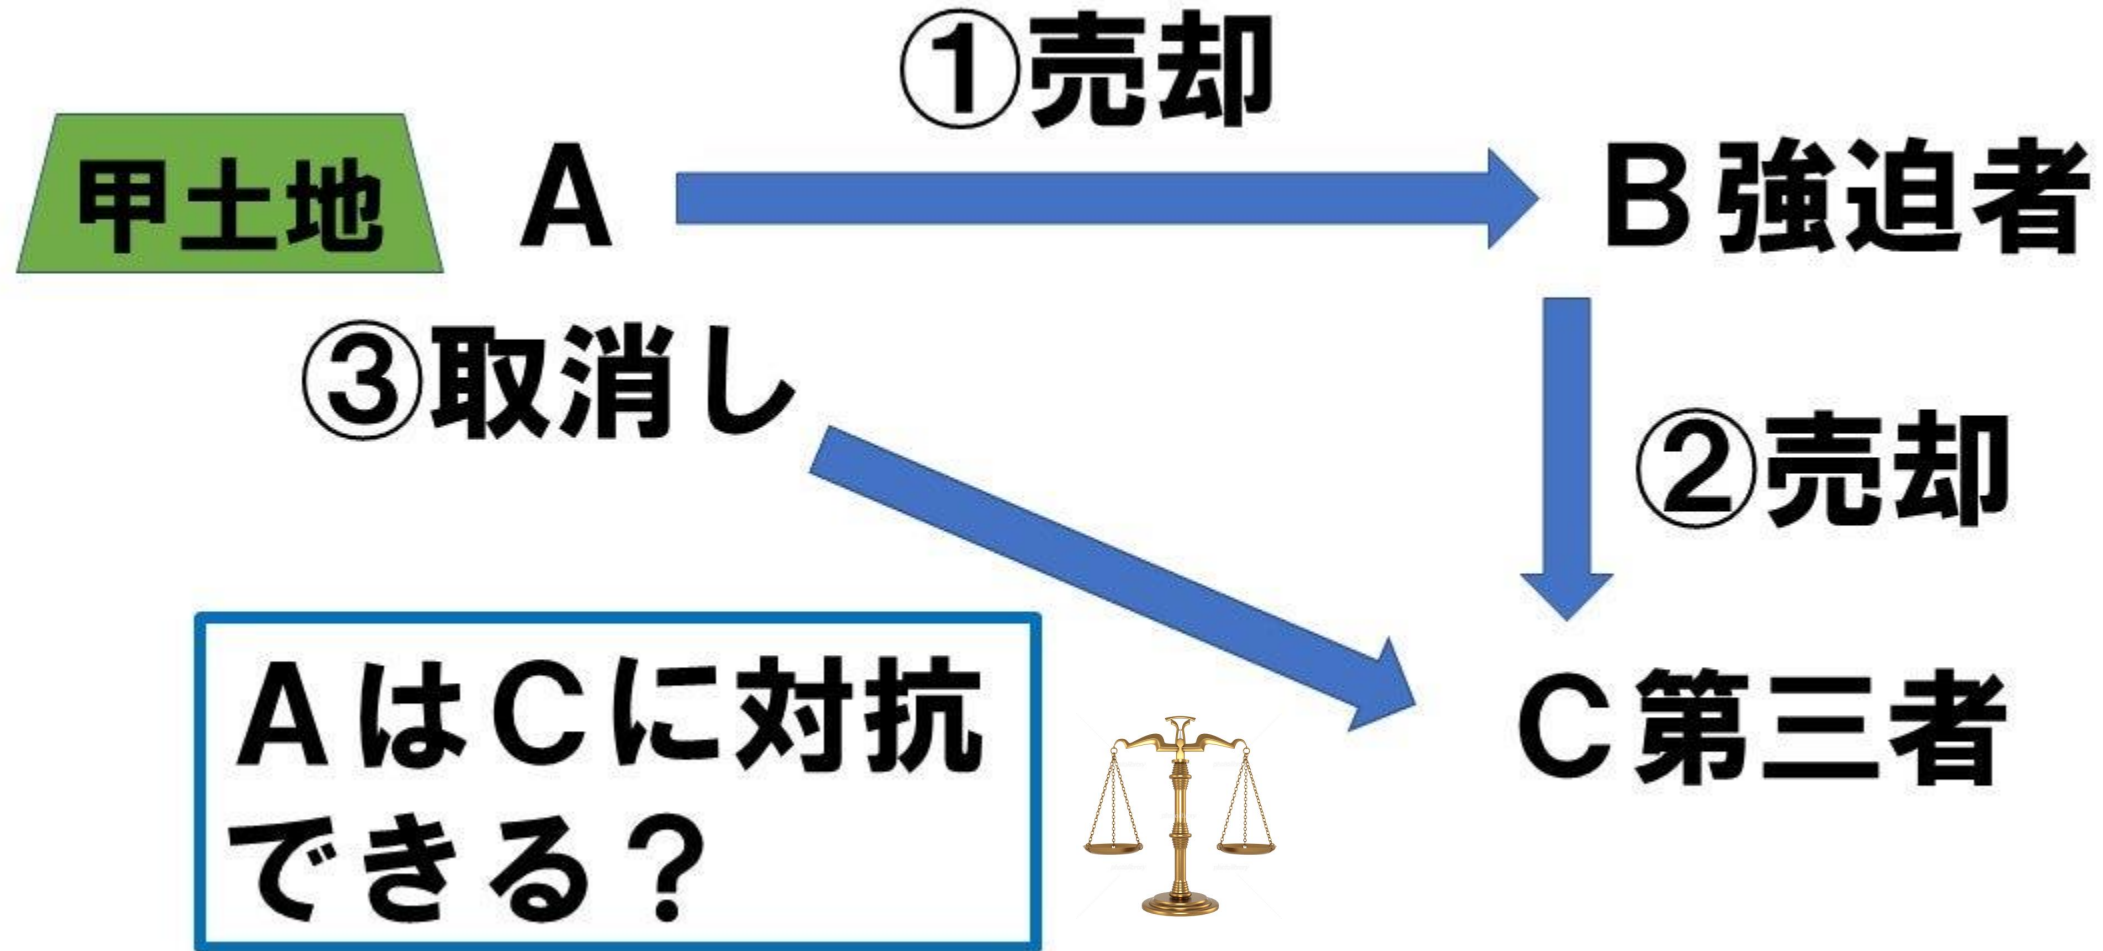 ①売却
甲土地 A B強迫者
③取消し
②売却
AはCに対抗
できる？
C第三者